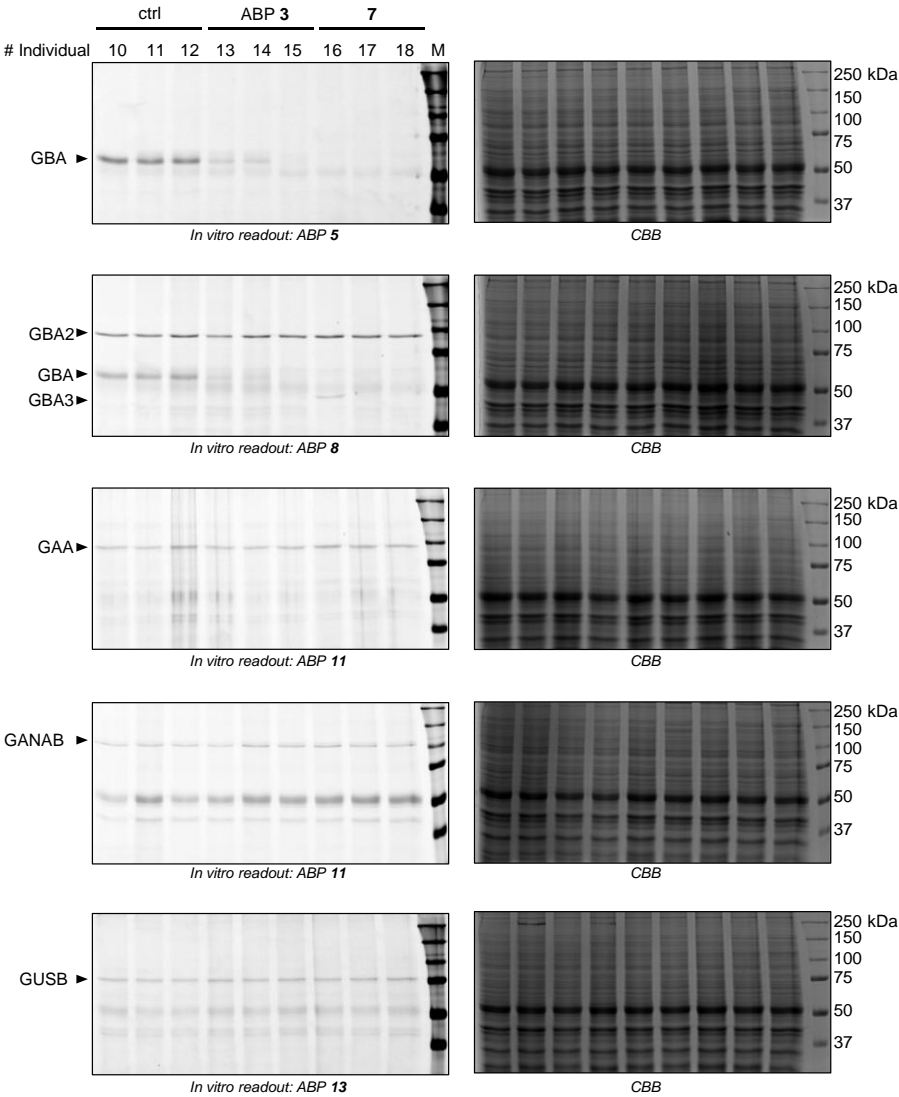 ctrl ABP 3 7
# Individual 10 11 12 13 14 15 16 17 18 M
250 kDa
150
100
75
GBA ►
50
37
In vitro readout: ABP 5 CBB
250 kDa
150
GBA2►
100
75
GBA ►
50
GBA3►
37
In vitro readout: ABP 8 CBB
250 kDa
150
GAA►
100
75
50
37
In vitro readout: ABP 11 CBB
250 kDa
150
GANAB ►
100
75
50
37
In vitro readout: ABP 11 CBB
250 kDa
150
100
GUSB ►
75
50
37
In vitro readout: ABP 13 CBB